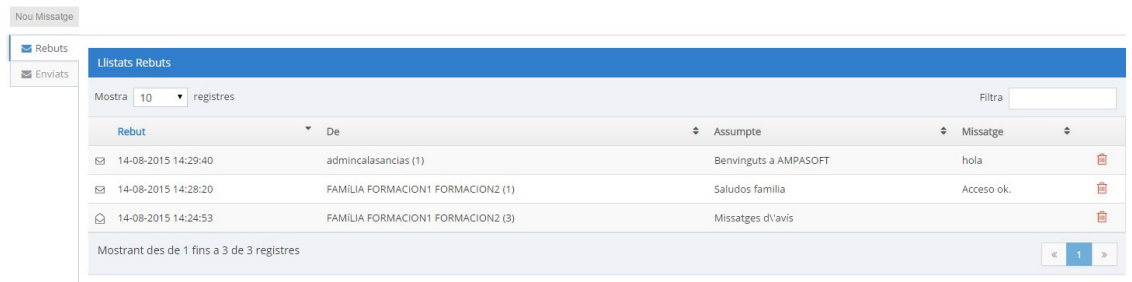 Nou Missatge
Rebuts
Enviats
Llistats Rebuts
Mostra 10 registres Filtra
Rebut De Assumpte Missatge
14-08-2015 14:29:40 admincalasancias (1) Benvinguts a AMPASOFT hola
14-08-2015 14:28:20 FAMíLIA FORMACION1 FORMACION2 (1) Saludos familia Acceso ok.
14-08-2015 14:24:53 FAMíLIA FORMACION1 FORMACION2 (3) Missatges d\'avís
Mostrant des de 1 fins a 3 de 3 registres « 1 »